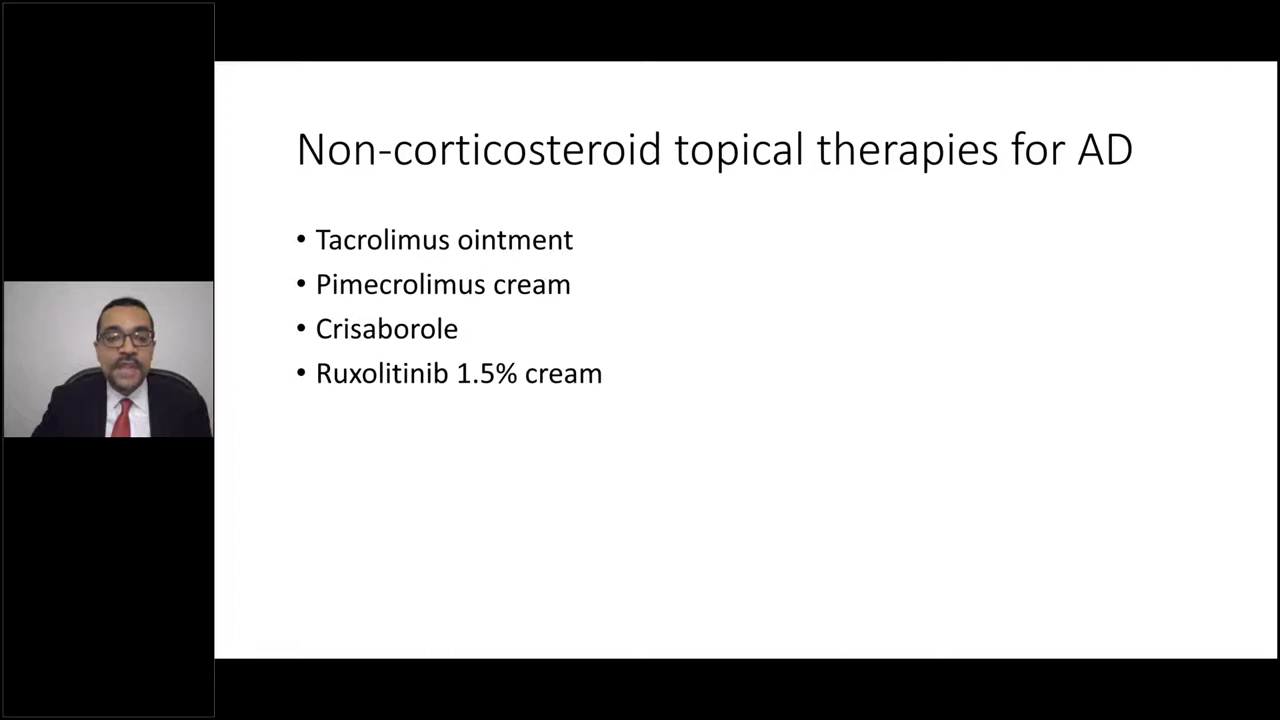 Non-corticosteroid topical therapies for AD
• Tacrolimus ointment
• Pimecrolimus cream
• Crisaborole
• Ruxolitinib 1.5% cream